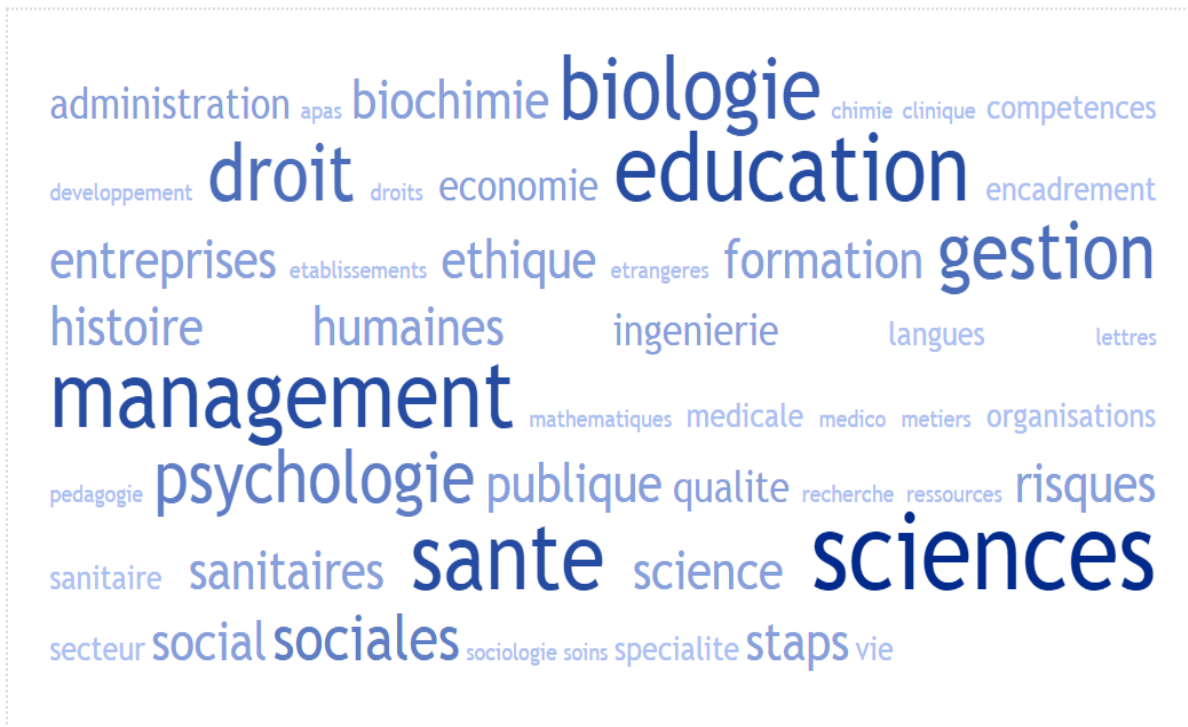 administration apas biochimie biologie chimie clinique competences
developpement droit droits economie education encadrement
entreprises etablissements ethique etrangeres formation gestion
histoire humaines ingenierie langues lettres
management mathematiques medicale medico metiers organisations
pedagogie psychologie publique qualite recherche ressources risques
sanitaire sanitaires sante science sciences
secteur social sociales sociologie soins specialite staps vie